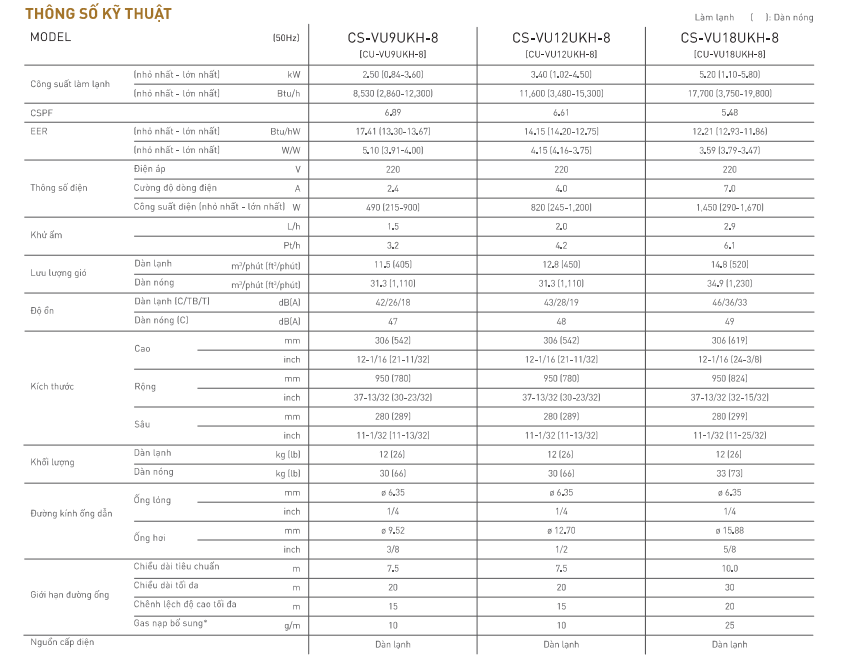 THÔNG SỐ KỸ THUẬT
Làm lạnh [ ]: Dàn nóng
MODEL (50Hz) CS-VU9UKH-8 CS-VU12UKH-8 CS-VU18UKH-8
[CU-VU9UKH-8] [CU-VU12UKH-8] [CU-VU18UKH-8]
Công suất làm lạnh (nhỏ nhất - lớn nhất) kW 2.50 (0.84-3.60) 3.40 (1.02-4.50) 5.20 (1.10-5.80)
(nhỏ nhất - lớn nhất) Btu/h 8,530 (2,860-12,300) 11,600 (3,480-15,300) 17,700 (3,750-19,800)
CSPF 6.89 6.61 5.48
EER (nhỏ nhất - lớn nhất) Btu/hW 17.41 (13.30-13.67) 14.15 (14.20-12.75) 12.21 (12.93-11.86)
(nhỏ nhất - lớn nhất) W/W 5.10 (3.91-4.00) 4.15 (4.16-3.75) 3.59 (3.79-3.47)
Thông số điện Điện áp V 220 220 220
Cường độ dòng điện A 2.4 4.0 7.0
Công suất điện (nhỏ nhất - lớn nhất) W 490 (215-900) 820 (245-1,200) 1,450 (290-1,670)
Khử ẩm L/h 1.5 2.0 2.9
Pt/h 3.2 4.2 6.1
Lưu lượng gió Dàn lạnh m³/phút (ft³/phút) 11.5 (405) 12.8 (450) 14.8 (520)
Dàn nóng m³/phút (ft³/phút) 31.3 (1,110) 31.3 (1,110) 34.9 (1,230)
Độ ồn Dàn lạnh (C/TB/T) dB(A) 42/26/18 43/28/19 46/36/33
Dàn nóng (C) dB(A) 47 48 49
Kích thước Cao mm 306 (542) 306 (542) 306 (619)
inch 12-1/16 (21-11/32) 12-1/16 (21-11/32) 12-1/16 (24-3/8)
Rộng mm 950 (780) 950 (780) 950 (824)
inch 37-13/32 (30-23/32) 37-13/32 (30-23/32) 37-13/32 (32-15/32)
Sâu mm 280 (289) 280 (289) 280 (299)
inch 11-1/32 (11-13/32) 11-1/32 (11-13/32) 11-1/32 (11-25/32)
Khối lượng Dàn lạnh kg (lb) 12 (26) 12 (26) 12 (26)
Dàn nóng kg (lb) 30 (66) 30 (66) 33 (73)
Đường kính ống dẫn Ống lỏng mm ø 6.35 ø 6.35 ø 6.35
inch 1/4 1/4 1/4
Ống hơi mm ø 9.52 ø 12.70 ø 15.88
inch 3/8 1/2 5/8
Giới hạn đường ống Chiều dài tiêu chuẩn m 7.5 7.5 10.0
Chiều dài tối đa m 20 20 30
Chênh lệch độ cao tối đa m 15 15 20
Gas nạp bổ sung* g/m 10 10 25
Nguồn cấp điện Dàn lạnh Dàn lạnh Dàn lạnh